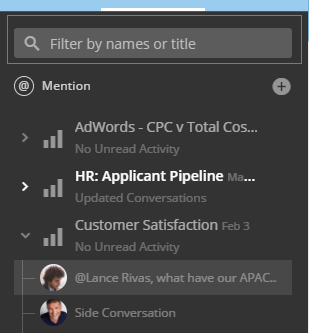 Filter by names or title
@ Mention
AdWords - CPC v Total Cos...
No Unread Activity
HR: Applicant Pipeline Ma...
Updated Conversations
Customer Satisfaction Feb 3
No Unread Activity
@Lance Rivas, what have our APAC..
Side Conversation